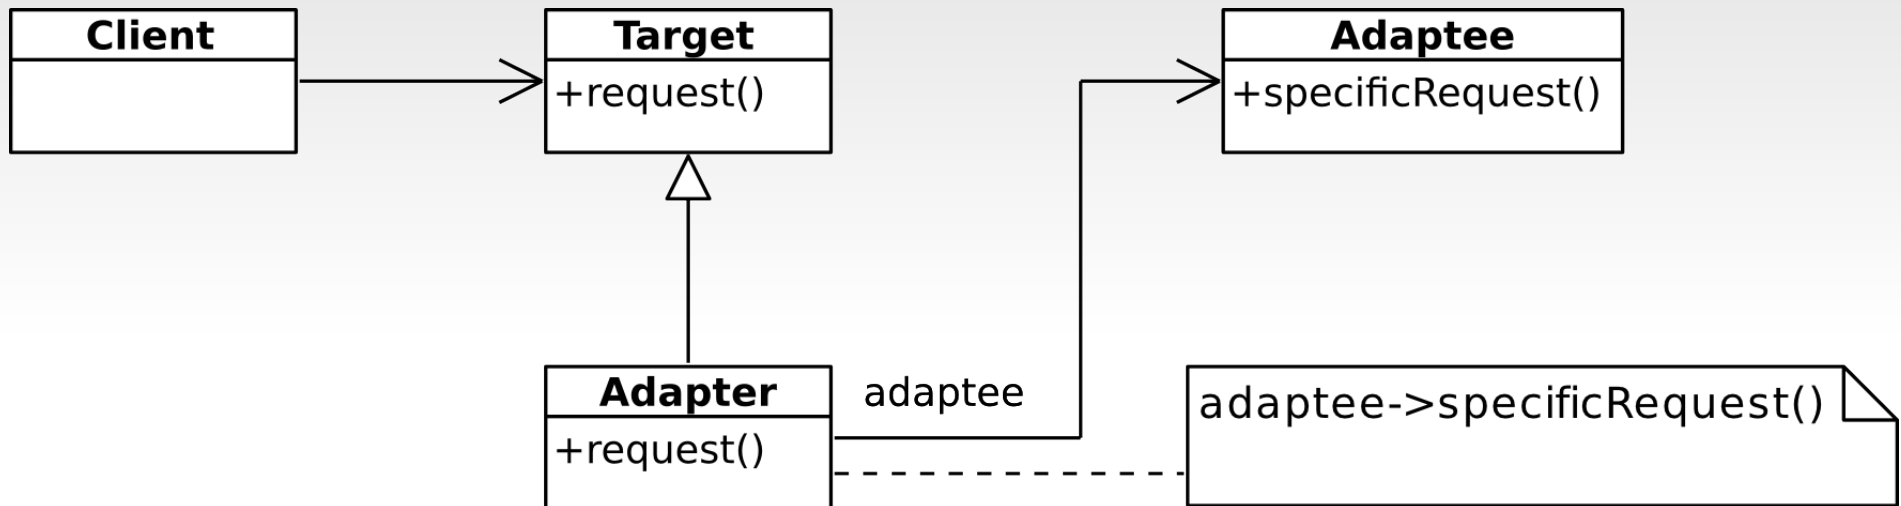 Client
Target
+request()
Adaptee
+specificRequest()
Adapter
+request()
adaptee
adaptee->specificRequest()